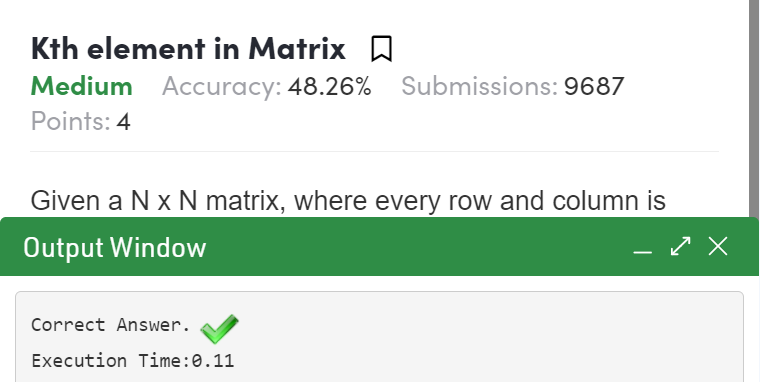 Kth element in Matrix
Medium Accuracy: 48.26% Submissions: 9687
Points: 4
Given a N x N matrix, where every row and column is
Output Window
Correct Answer.
Execution Time:0.11